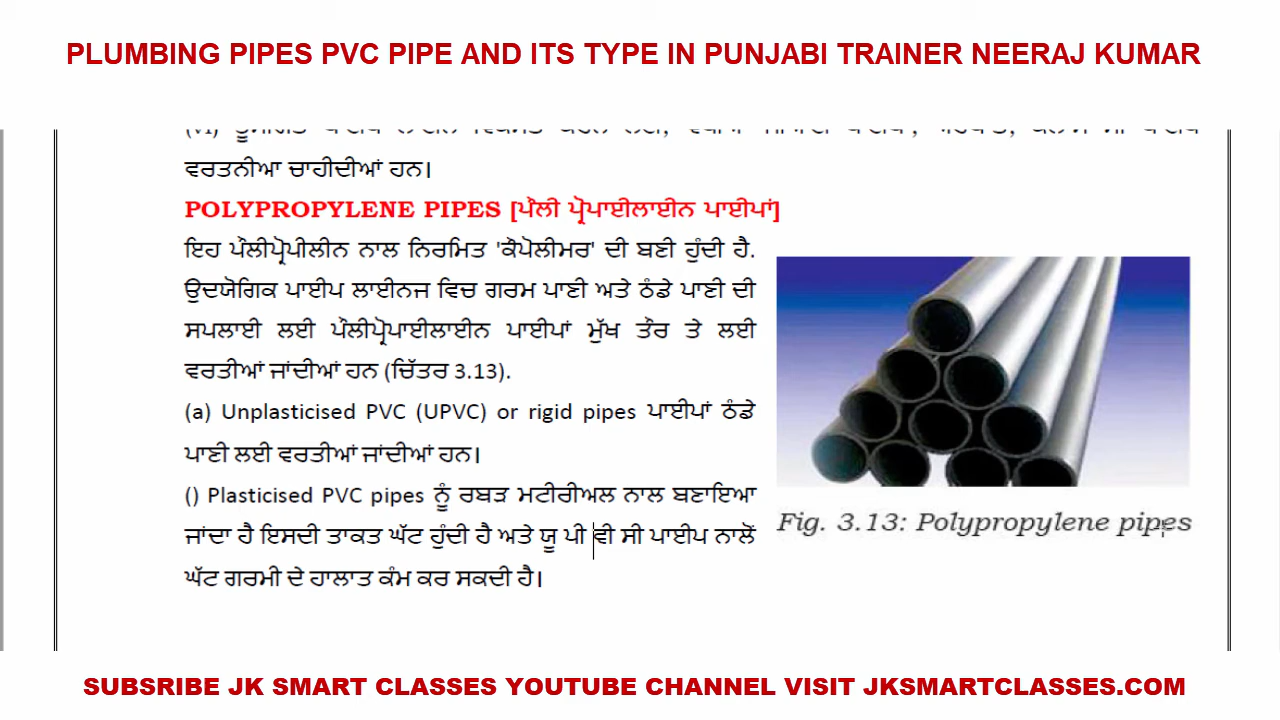 PLUMBING PIPES PVC PIPE AND ITS TYPE IN PUNJABI TRAINER NEERAJ KUMAR
(vi)
ਵਰਤਨੀਆ ਚਾਹੀਦੀਆਂ ਹਨ।
POLYPROPYLENE PIPES [ਪੌਲੀ ਪ੍ਰੋਪਾਈਲਾਈਨ ਪਾਈਪਾਂ]
ਇਹ ਪੌਲੀਪ੍ਰੋਪੀਲੀਨ ਨਾਲ ਨਿਰਮਿਤ 'ਕੋਪੋਲੀਮਰ' ਦੀ ਬਣੀ ਹੁੰਦੀ ਹੈ.
ਉਦਯੋਗਿਕ ਪਾਈਪ ਲਾਈਨਜ ਵਿਚ ਗਰਮ ਪਾਣੀ ਅਤੇ ਠੰਡੇ ਪਾਣੀ ਦੀ
ਸਪਲਾਈ ਲਈ ਪੌਲੀਪ੍ਰੋਪਾਈਲਾਈਨ ਪਾਈਪਾਂ ਮੁੱਖ ਤੌਰ ਤੇ ਲਈ
ਵਰਤੀਆਂ ਜਾਂਦੀਆਂ ਹਨ (ਚਿੱਤਰ 3.13).
(a) Unplasticised PVC (UPVC) or rigid pipes ਪਾਈਪਾਂ ਠੰਡੇ
ਪਾਣੀ ਲਈ ਵਰਤੀਆਂ ਜਾਂਦੀਆਂ ਹਨ।
() Plasticised PVC pipes ਨੂੰ ਰਬੜ ਮਟੀਰੀਅਲ ਨਾਲ ਬਣਾਇਆ
ਜਾਂਦਾ ਹੈ ਇਸਦੀ ਤਾਕਤ ਘੱਟ ਹੁੰਦੀ ਹੈ ਅਤੇ ਯੂ ਪੀ ਵੀ ਸੀ ਪਾਈਪ ਨਾਲੋਂ
ਘੱਟ ਗਰਮੀ ਦੇ ਹਾਲਾਤ ਕੰਮ ਕਰ ਸਕਦੀ ਹੈ।
Fig. 3.13: Polypropylene pipes
SUBSRIBE JK SMART CLASSES YOUTUBE CHANNEL VISIT JKSMARTCLASSES.COM